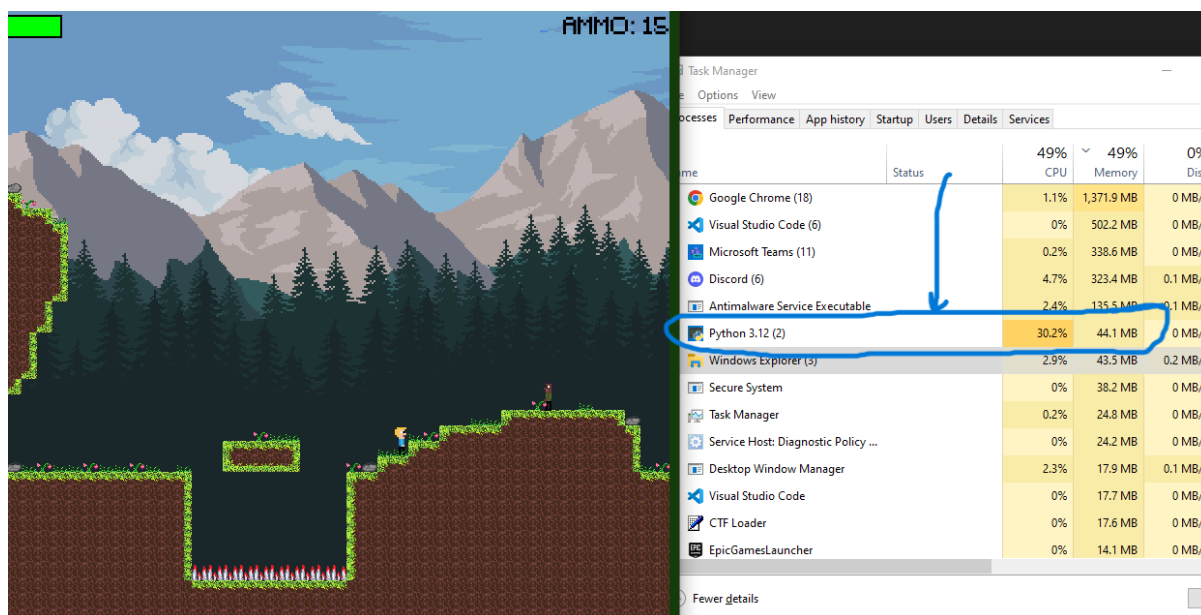 AMMO: 15
Task Manager
Options View
Processes Performance App history Startup Users Details Services
49% 49% 0%
Status CPU Memory
Google Chrome (18) 1.1% 1,371.9 MB 0 MB/
Visual Studio Code (6) 0% 502.2 MB 0 MB/
Microsoft Teams (11) 0.2% 338.6 MB 0 MB/
Discord (6) 4.7% 323.4 MB 0.1 MB/
Antimalware Service Executable 2.4% 135.5 MB 0.1 MB/
Python 3.12 (2) 30.2% 44.1 MB 0 MB/
Windows Explorer (3) 2.9% 43.5 MB 0.2 MB/
Secure System 0% 38.2 MB 0 MB/
Task Manager 0.2% 24.8 MB 0 MB/
Service Host: Diagnostic Policy ... 0% 24.2 MB 0 MB/
Desktop Window Manager 2.3% 17.9 MB 0.1 MB/
Visual Studio Code 0% 17.7 MB 0 MB/
CTF Loader 0% 17.6 MB 0 MB/
EpicGamesLauncher 0% 14.1 MB 0 MB/
Fewer details